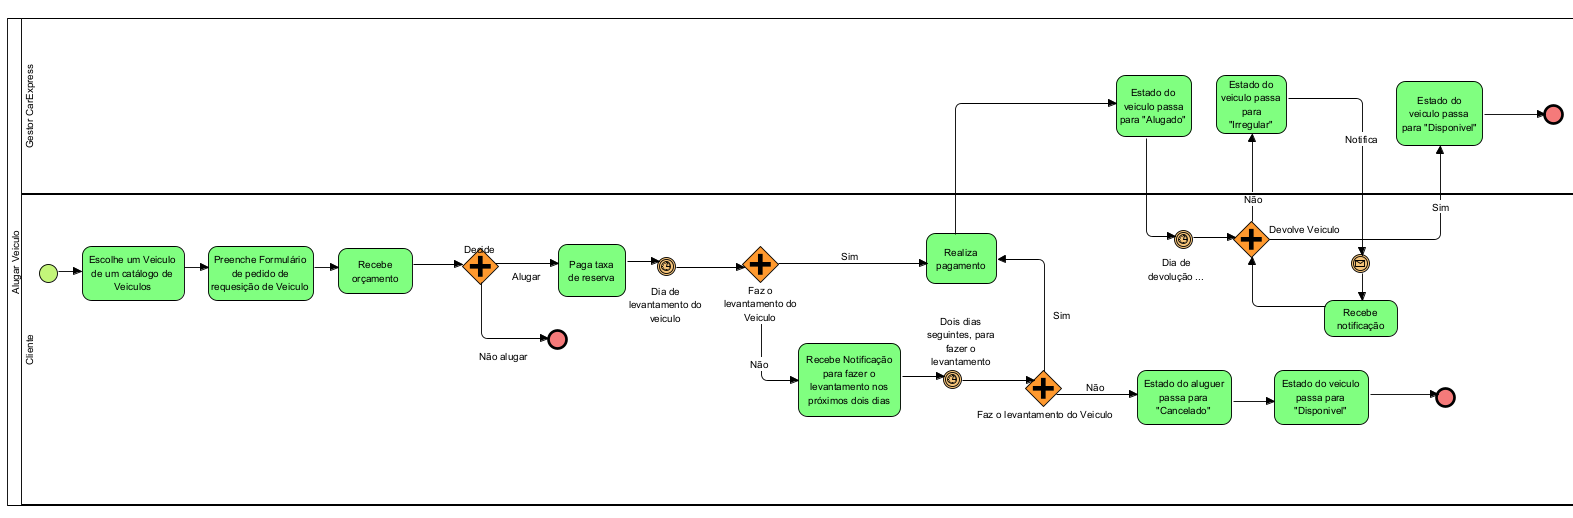 Alugar Veiculo
Gestor CarExpress
Cliente
Escolhe um Veiculo
de um catálogo de
Veiculos
Preenche Formulário
de pedido de
requesição de Veiculo
Recebe
orçamento
Decide
Alugar
Não alugar
Paga taxa
de reserva
Dia de
levantamento do
veiculo
Faz o
levantamento do
Veiculo
Sim
Não
Recebe Notificação
para fazer o
levantamento nos
próximos dois dias
Dois dias
seguintes, para
fazer o
levantamento
Faz o levantamento do Veiculo
Sim
Não
Realiza
pagamento
Estado do aluguer
passa para
"Cancelado"
Estado do veiculo
passa para
"Disponivel"
Estado do
veiculo passa
para "Alugado"
Dia de
devolução ...
Devolve Veiculo
Não
Estado do
veiculo passa
para
"Irregular"
Notifica
Recebe
notificação
Sim
Estado do
veiculo passa
para "Disponivel"